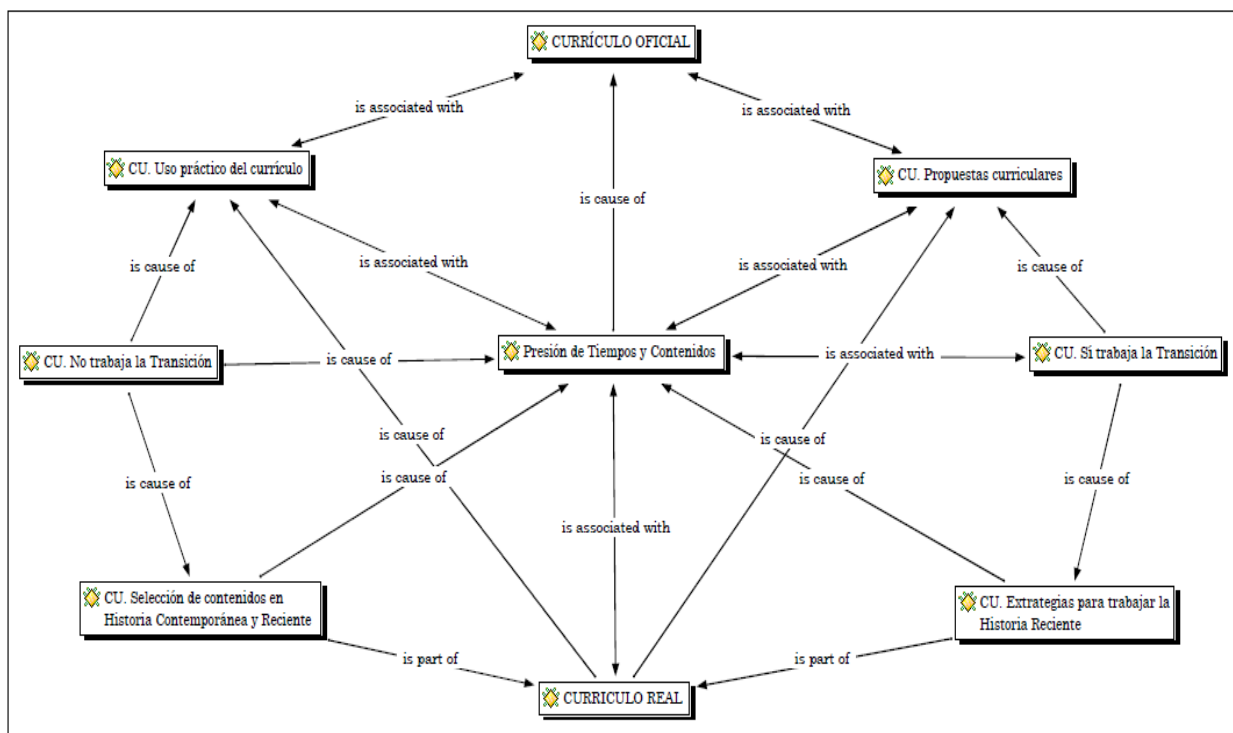 CURRÍCULO OFICIAL
is associated with
is associated with
CU. Uso práctico del currículo
CU. Propuestas curriculares
is cause of
is cause of
is associated with
is associated with
is cause of
CU. No trabaja la Transición
is cause of
Presión de Tiempos y Contenidos
is associated with
CU. Sí trabaja la Transición
is cause of
is cause of
is cause of
is cause of
is cause of
is associated with
CU. Selección de contenidos en
Historia Contemporánea y Reciente
CU. Extrategias para trabajar la
Historia Reciente
is part of
is part of
CURRICULO REAL